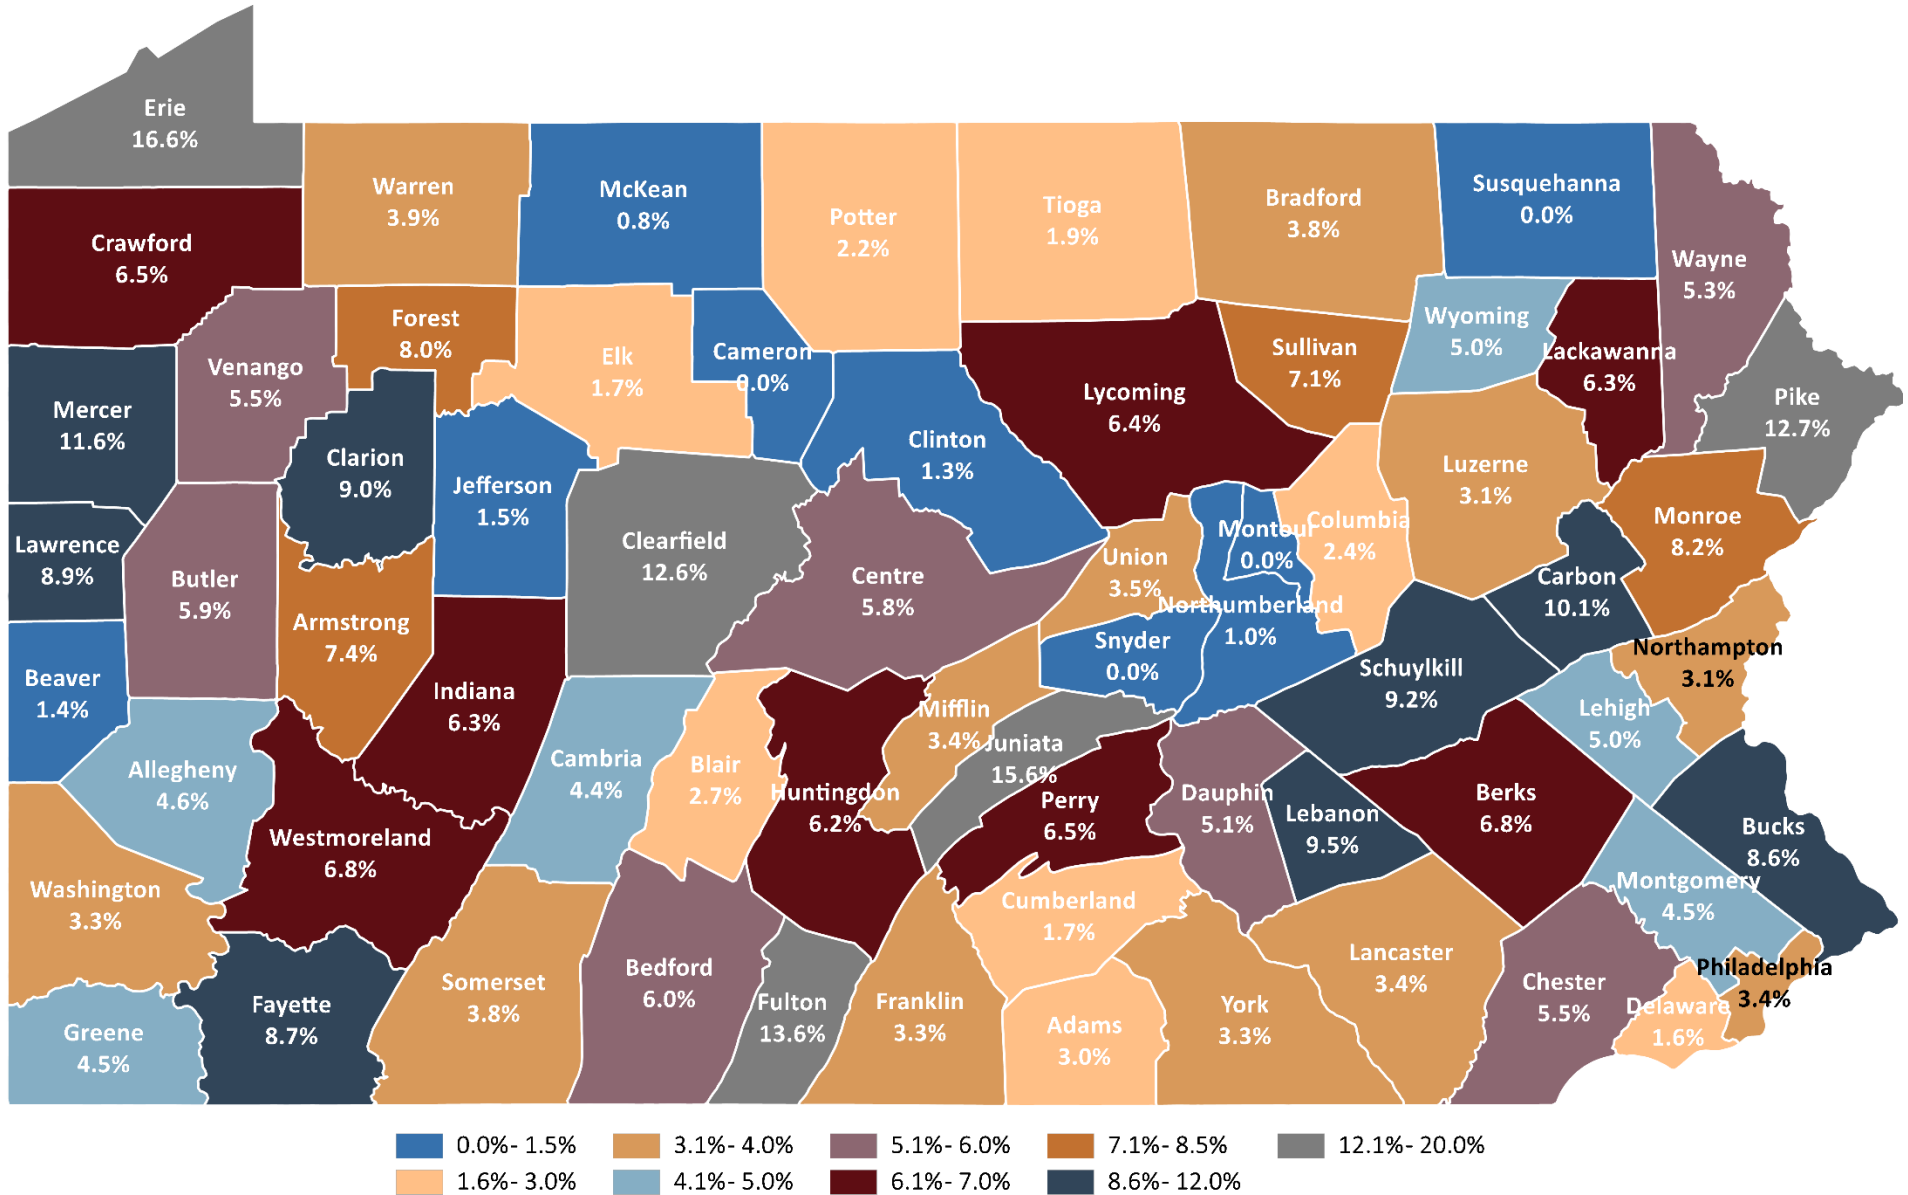 Erie
16.6%
Warren
3.9%
McKean
0.8%
Potter
2.2%
Tioga
1.9%
Bradford
3.8%
Susquehanna
0.0%
Wayne
5.3%
Crawford
6.5%
Venango
5.5%
Forest
8.0%
Elk
1.7%
Cameron
0.0%
Clinton
1.3%
Lycoming
6.4%
Sullivan
7.1%
Wyoming
5.0%
Lackawanna
6.3%
Pike
12.7%
Mercer
11.6%
Clarion
9.0%
Jefferson
1.5%
Clearfield
12.6%
Centre
5.8%
Union
3.5%
Montour
0.0%
Columbia
2.4%
Luzerne
3.1%
Monroe
8.2%
Lawrence
8.9%
Butler
5.9%
Armstrong
7.4%
Northumberland
1.0%
Snyder
0.0%
Carbon
10.1%
Northampton
3.1%
Beaver
1.4%
Indiana
6.3%
Schuylkill
9.2%
Lehigh
5.0%
Allegheny
4.6%
Cambria
4.4%
Blair
2.7%
Huntingdon
6.2%
Mifflin
3.4%
Juniata
15.6%
Perry
6.5%
Dauphin
5.1%
Lebanon
9.5%
Berks
6.8%
Bucks
8.6%
Westmoreland
6.8%
Washington
3.3%
Cumberland
1.7%
Montgomery
4.5%
Greene
4.5%
Fayette
8.7%
Somerset
3.8%
Bedford
6.0%
Fulton
13.6%
Franklin
3.3%
Adams
3.0%
York
3.3%
Lancaster
3.4%
Chester
5.5%
Delaware
1.6%
Philadelphia
3.4%
0.0%- 1.5%
3.1%- 4.0%
5.1%- 6.0%
7.1%- 8.5%
12.1%- 20.0%
1.6%- 3.0%
4.1%- 5.0%
6.1%- 7.0%
8.6%- 12.0%